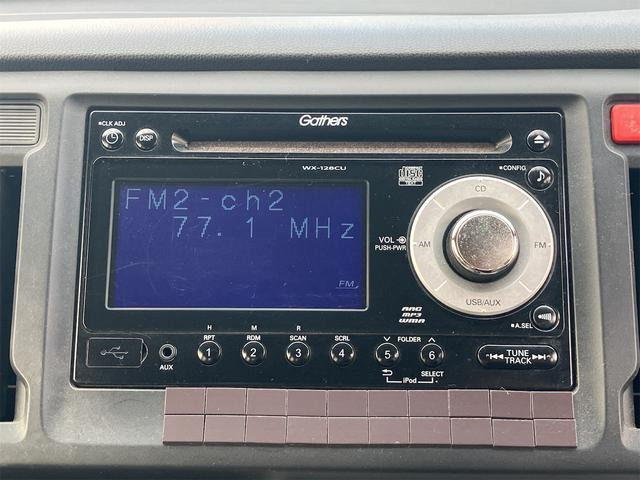 Gathers
CLK ADJ
DISP
WX-128CU
CONFIG
DISC
TEXT
FM2-ch2
77.1 MHz
FM
CD
VOL
PUSH-PWR
AM
FM
USB/AUX
AAC
MP3
WMA
A.SEL
AUX
H M R
RPT RDM SCAN SCRL FOLDER
1 2 3 4 5 6
iPod SELECT
TUNE
TRACK